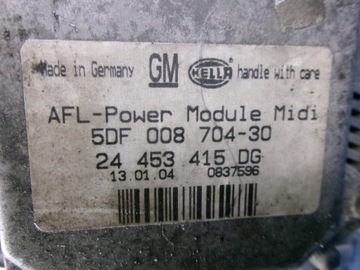 Made in Germany GM HELLA handle with care
AFL-Power Module Midi
5DF 008 704-30
24 453 415 DG
13.01.04 0837596